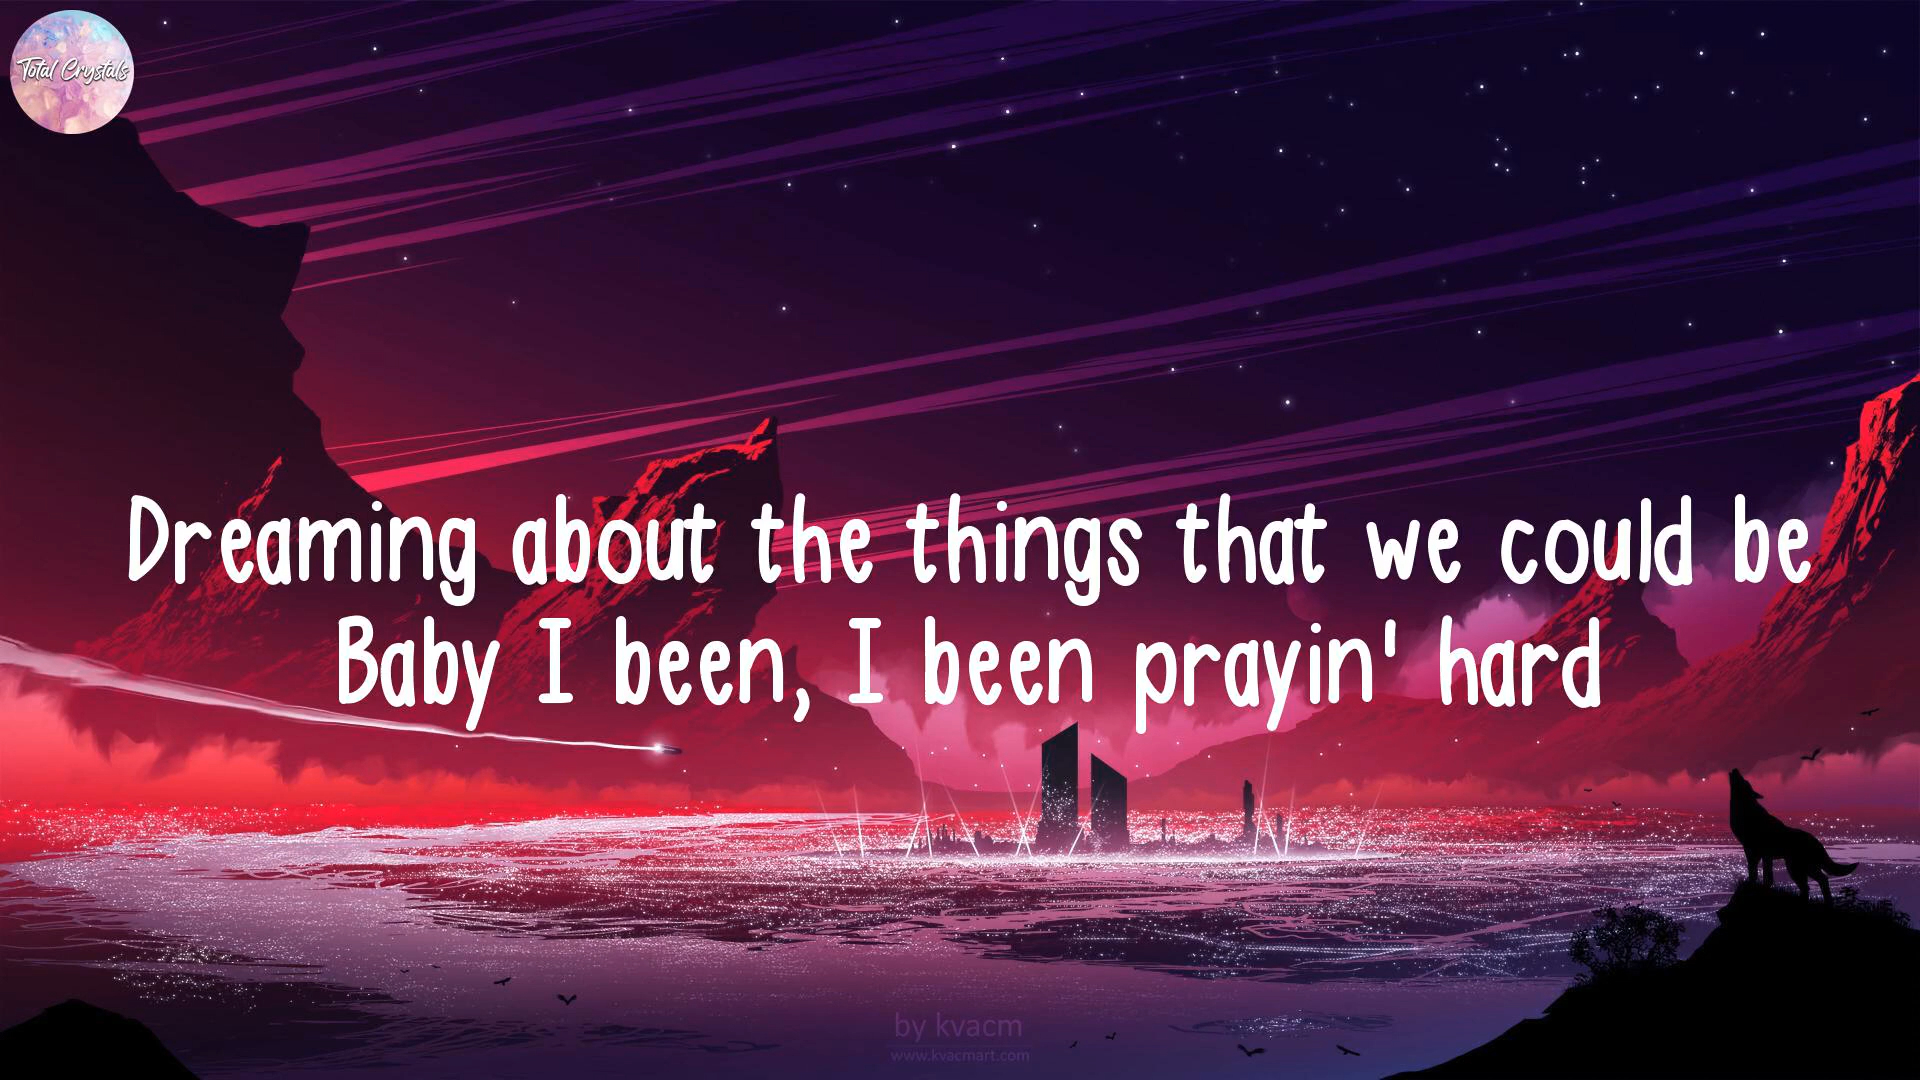 Total Crystals
Dreaming about the things that we could be
Baby I been, I been prayin' hard
by kvacm
www.kvacmart.com